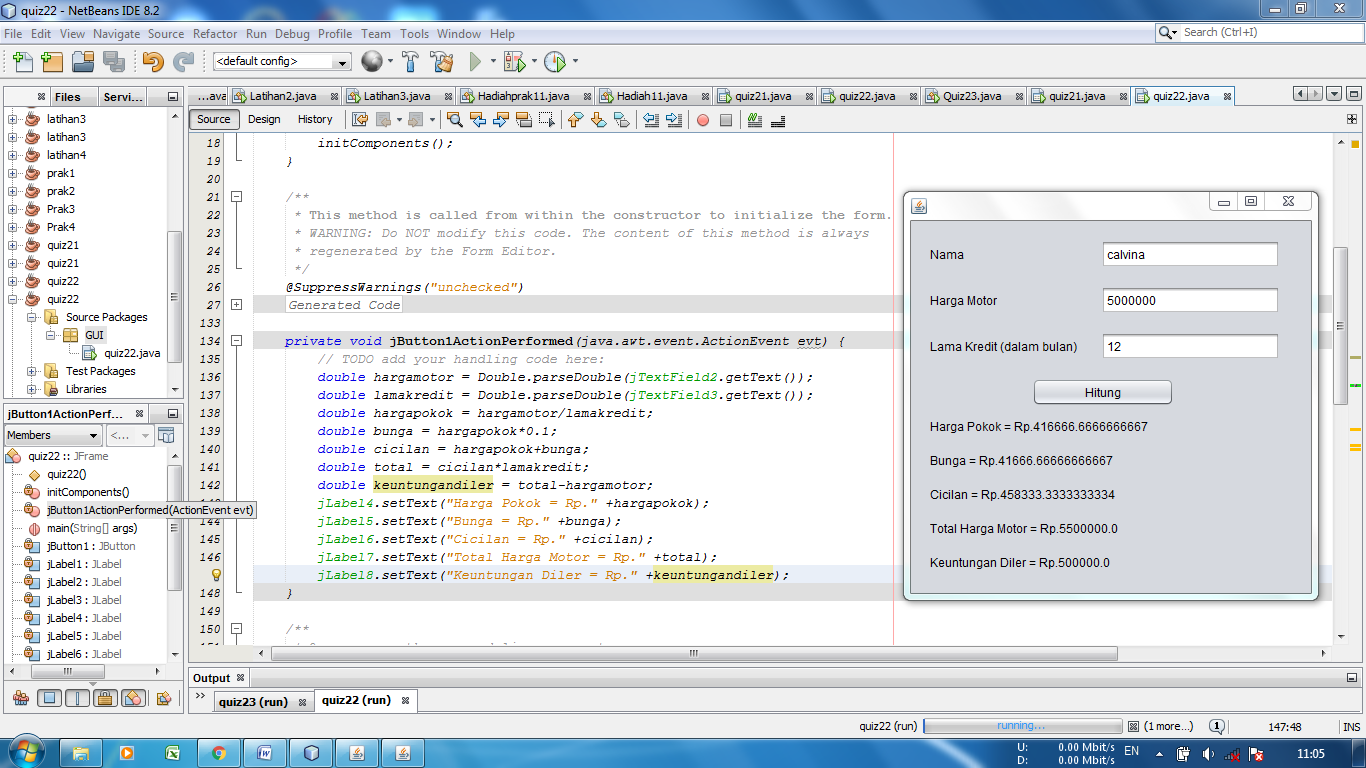 quiz22 - NetBeans IDE 8.2
File Edit View Navigate Source Refactor Run Debug Profile Team Tools Window Help
Search (Ctrl+I)
<default config>
Files Servi...
...ava Latihan2.java Latihan3.java Hadiahprak11.java Hadiah11.java quiz21.java quiz22.java Quiz23.java quiz21.java quiz22.java
Source Design History
latihan3
latihan3
latihan4
prak1
prak2
Prak3
Prak4
quiz21
quiz21
quiz22
quiz22
Source Packages
GUI
quiz22.java
Test Packages
Libraries
jButton1ActionPerf...
Members <...
quiz22 :: JFrame
quiz22()
initComponents()
jButton1ActionPerformed(ActionEvent evt)
main(String[] args)
jButton1 : JButton
jLabel1 : JLabel
jLabel2 : JLabel
jLabel3 : JLabel
jLabel4 : JLabel
jLabel5 : JLabel
jLabel6 : JLabel
18 initComponents();
19 }
20
21 /**
22 * This method is called from within the constructor to initialize the form.
23 * WARNING: Do NOT modify this code. The content of this method is always
24 * regenerated by the Form Editor.
25 */
26 @SuppressWarnings("unchecked")
27 Generated Code
133
134 private void jButton1ActionPerformed(java.awt.event.ActionEvent evt) {
135 // TODO add your handling code here:
136 double hargamotor = Double.parseDouble(jTextField2.getText());
137 double lamakredit = Double.parseDouble(jTextField3.getText());
138 double hargapokok = hargamotor/lamakredit;
139 double bunga = hargapokok*0.1;
140 double cicilan = hargapokok+bunga;
141 double total = cicilan*lamakredit;
142 double keuntungandiler = total-hargamotor;
jLabel4.setText("Harga Pokok = Rp." +hargapokok);
144 jLabel5.setText("Bunga = Rp." +bunga);
145 jLabel6.setText("Cicilan = Rp." +cicilan);
146 jLabel7.setText("Total Harga Motor = Rp." +total);
jLabel8.setText("Keuntungan Diler = Rp." +keuntungandiler);
148 }
149
150 /**
Nama calvina
Harga Motor 5000000
Lama Kredit (dalam bulan) 12
Hitung
Harga Pokok = Rp.416666.6666666667
Bunga = Rp.41666.66666666667
Cicilan = Rp.458333.3333333334
Total Harga Motor = Rp.5500000.0
Keuntungan Diler = Rp.500000.0
Output
quiz23 (run) quiz22 (run)
quiz22 (run) running... (1 more...) 1 147:48 INS
U: 0.00 Mbit/s
D: 0.00 Mbit/s
EN
11:05